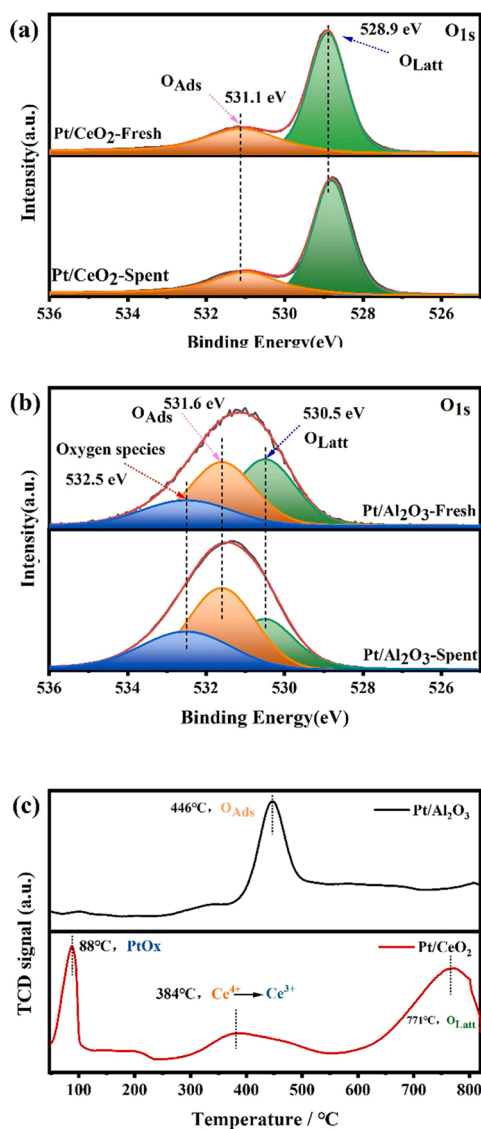 (a)
528.9 eV
O1s
OLatt
OAds
531.1 eV
Pt/CeO2-Fresh
Pt/CeO2-Spent
Intensity(a.u.)
536 534 532 530 528 526
Binding Energy(eV)
(b)
531.6 eV
O1s
OAds
530.5 eV
OLatt
Oxygen species
532.5 eV
Pt/Al2O3-Fresh
Pt/Al2O3-Spent
Intensity(a.u.)
536 534 532 530 528 526
Binding Energy(eV)
(c)
446℃, OAds
Pt/Al2O3
88℃, PtOx
Pt/CeO2
384℃, Ce4+ Ce3+
771℃, OLatt
TCD signal (a.u.)
100 200 300 400 500 600 700 800
Temperature / ℃